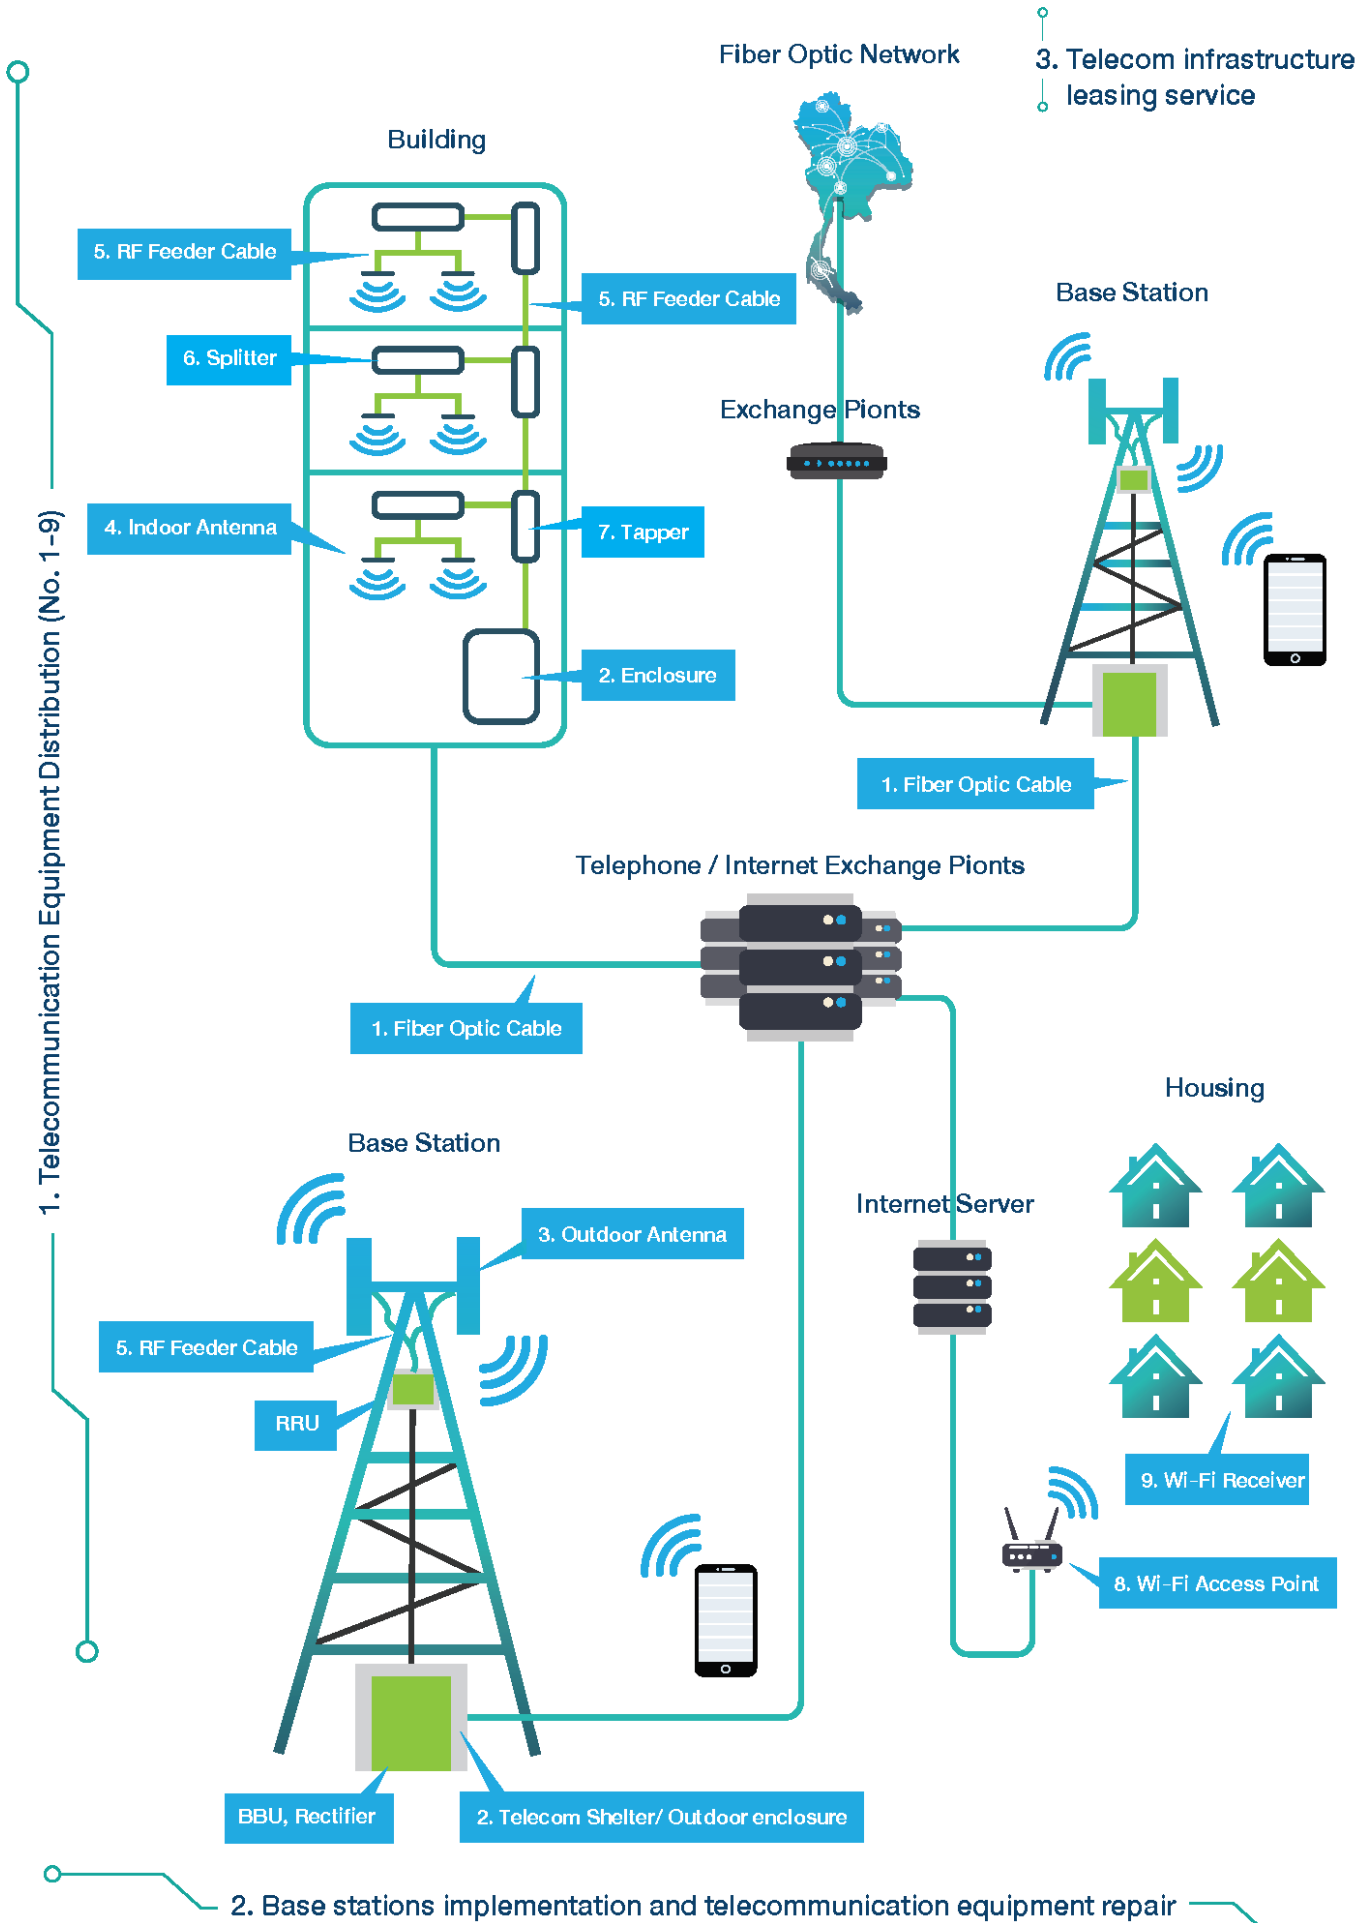 Fiber Optic Network
3. Telecom infrastructure
leasing service
Building
5. RF Feeder Cable
5. RF Feeder Cable
Base Station
6. Splitter
Exchange Pionts
4. Indoor Antenna
7. Tapper
2. Enclosure
1. Fiber Optic Cable
1. Telecommunication Equipment Distribution (No. 1-9)
Telephone / Internet Exchange Pionts
1. Fiber Optic Cable
Housing
Base Station
Internet Server
3. Outdoor Antenna
5. RF Feeder Cable
RRU
9. Wi-Fi Receiver
8. Wi-Fi Access Point
BBU, Rectifier
2. Telecom Shelter/ Outdoor enclosure
2. Base stations implementation and telecommunication equipment repair